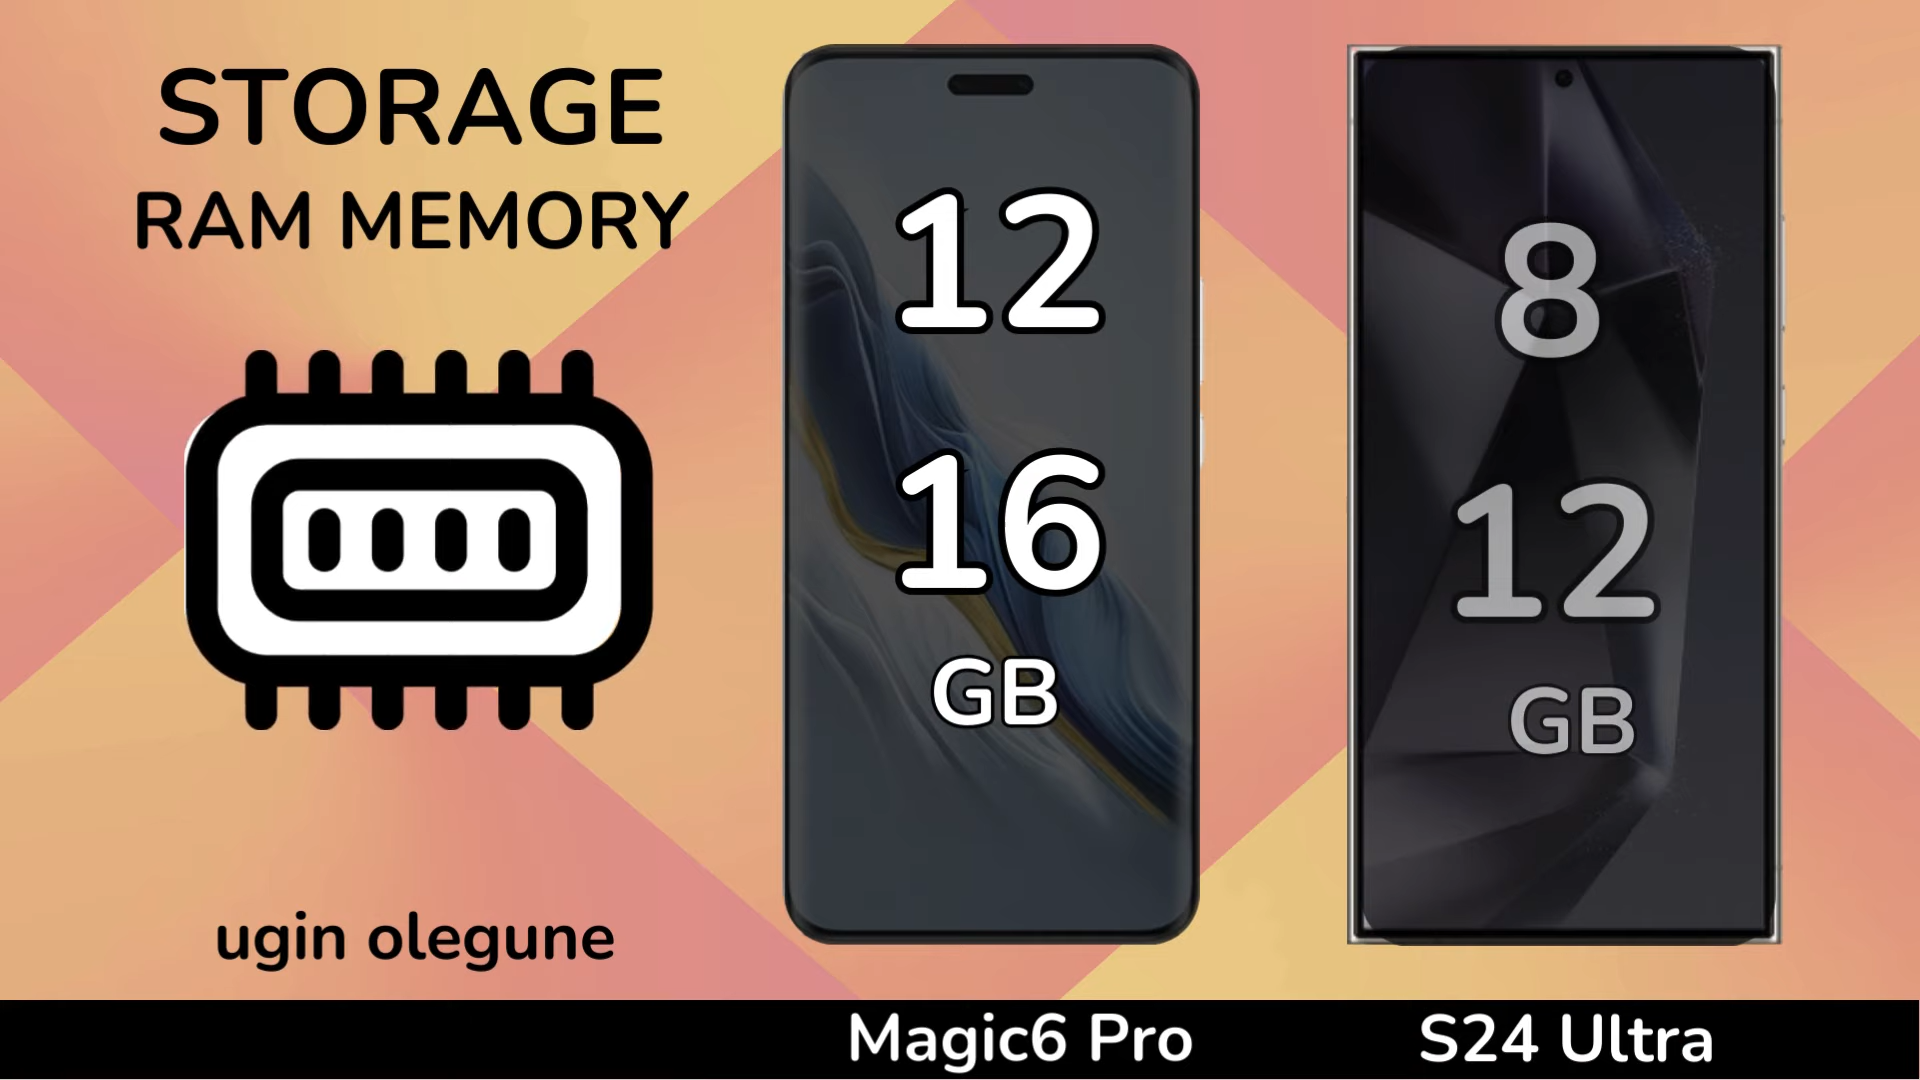 STORAGE
RAM MEMORY
12
16
GB
8
12
GB
ugin olegune
Magic6 Pro
S24 Ultra